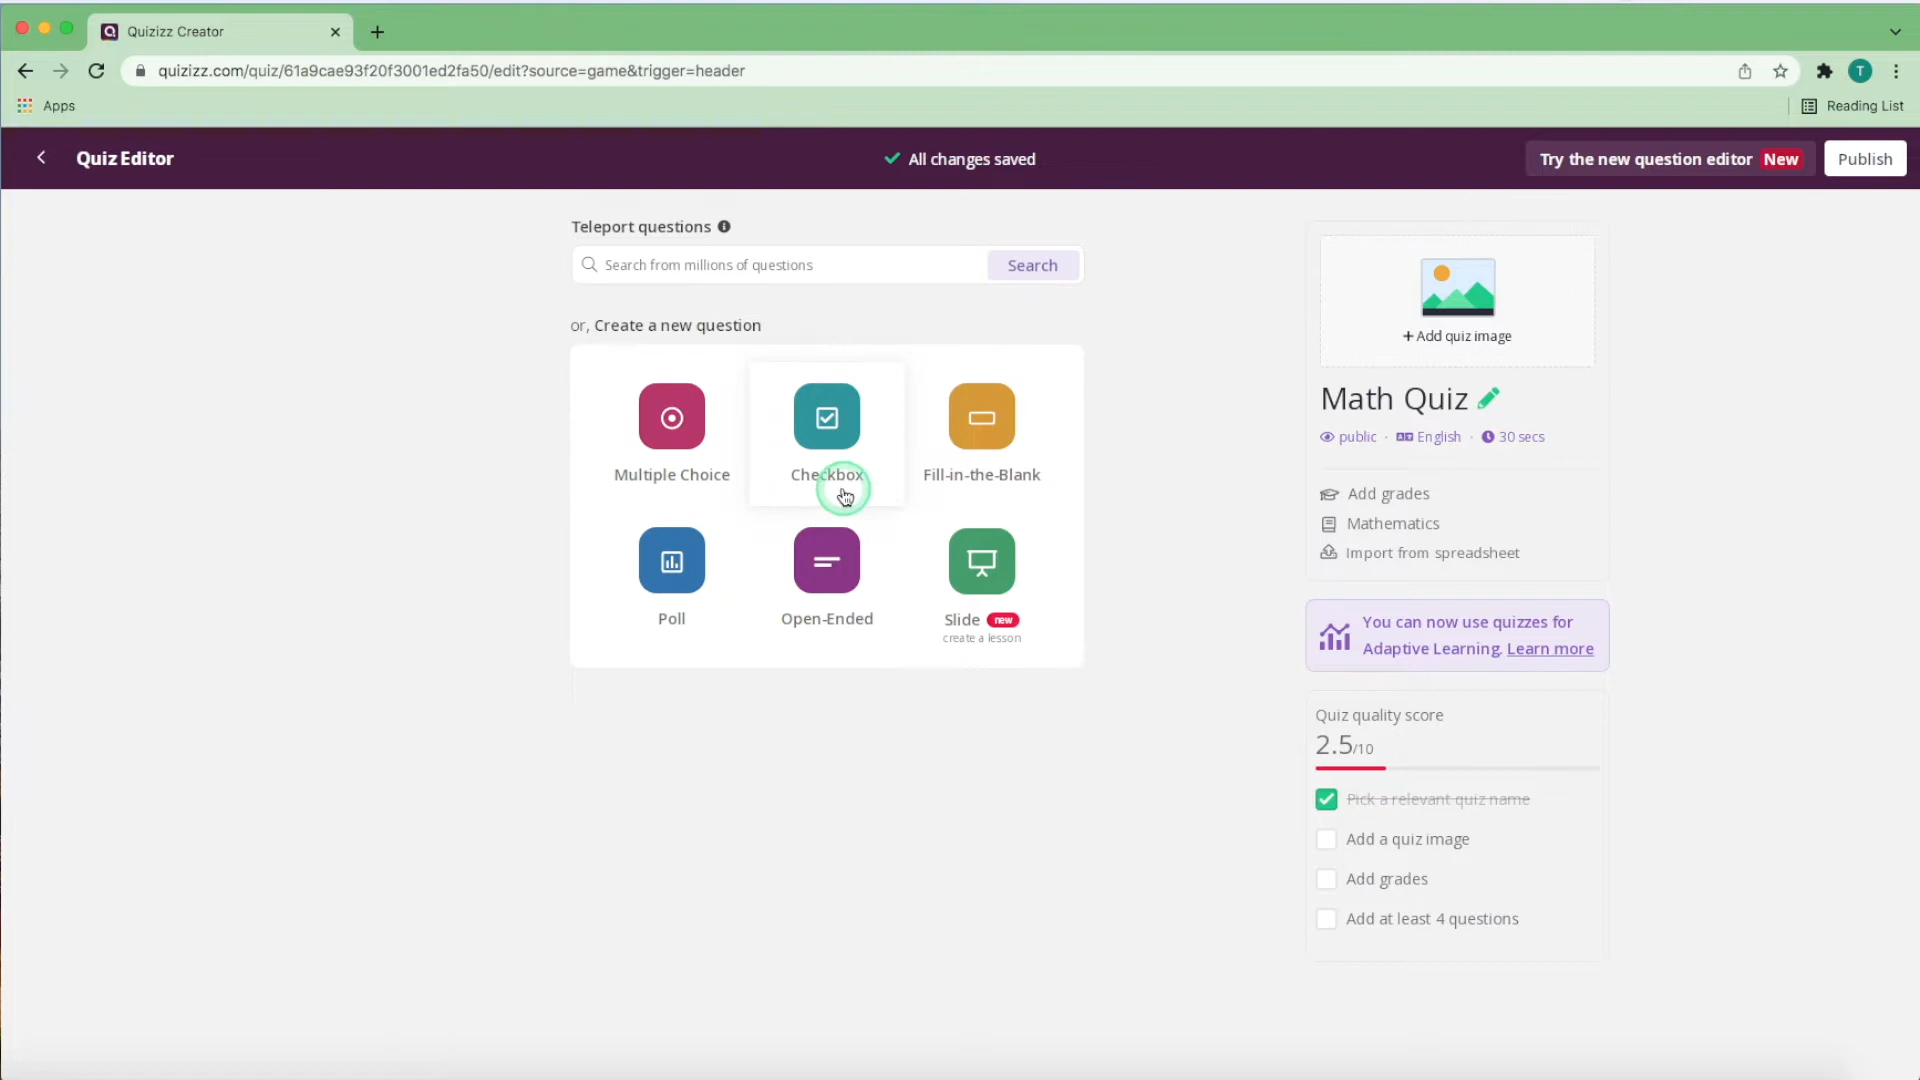 Quizizz Creator
quizizz.com/quiz/61a9cae93f20f3001ed2fa50/edit?source=game&trigger=header
T
Apps
Reading List
Quiz Editor
All changes saved
Try the new question editor New
Publish
Teleport questions
Search from millions of questions
Search
or, Create a new question
Multiple Choice
Checkbox
Fill-in-the-Blank
Poll
Open-Ended
Slide new
create a lesson
+ Add quiz image
Math Quiz
public · English · 30 secs
Add grades
Mathematics
Import from spreadsheet
You can now use quizzes for
Adaptive Learning. Learn more
Quiz quality score
2.5/10
Pick a relevant quiz name
Add a quiz image
Add grades
Add at least 4 questions